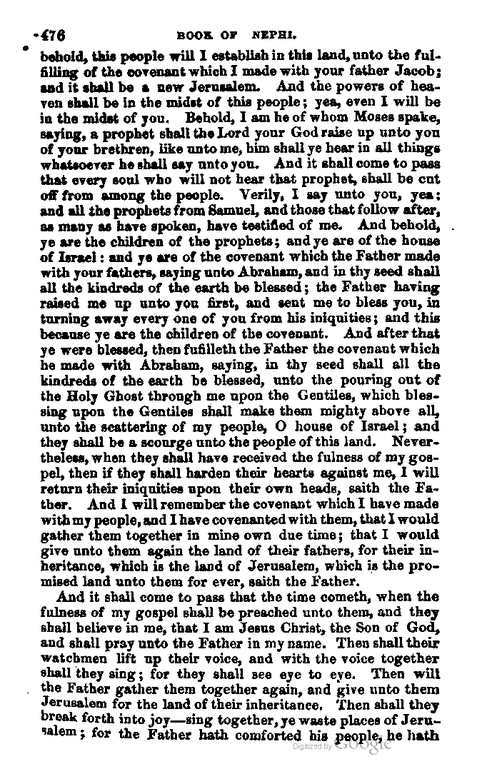 476 BOOK OF NEPHI.
behold, this people will I establish in this land, unto the ful-
filling of the covenant which I made with your father Jacob;
and it shall be a new Jerusalem. And the powers of hea-
ven shall be in the midst of this people; yea, even I will be
in the midst of you. Behold, I am he of whom Moses spake,
saying, a prophet shall the Lord your God raise up unto you
of your brethren, like unto me, him shall ye hear in all things
whatsoever he shall say unto you. And it shall come to pass
that every soul who will not hear that prophet, shall be cut
off from among the people. Verily, I say unto you, yea;
and all the prophets from Samuel, and those that follow after,
as many as have spoken, have testified of me. And behold,
ye are the children of the prophets; and ye are of the house
of Israel: and ye are of the covenant which the Father made
with your fathers, saying unto Abraham, and in thy seed shall
all the kindreds of the earth be blessed; the Father having
raised me up unto you first, and sent me to bless you, in
turning away every one of you from his iniquities; and this
because ye are the children of the covenant. And after that
ye were blessed, then fulfilleth the Father the covenant which
he made with Abraham, saying, in thy seed shall all the
kindreds of the earth be blessed, unto the pouring out of
the Holy Ghost through me upon the Gentiles, which bles-
sing upon the Gentiles shall make them mighty above all,
unto the scattering of my people, O house of Israel; and
they shall be a scourge unto the people of this land. Never-
theless, when they shall have received the fulness of my gos-
pel, then if they shall harden their hearts against me, I will
return their iniquities upon their own heads, saith the Fa-
ther. And I will remember the covenant which I have made
with my people, and I have covenanted with them, that I would
gather them together in mine own due time; that I would
give unto them again the land of their fathers, for their in-
heritance, which is the land of Jerusalem, which is the pro-
mised land unto them for ever, saith the Father.
And it shall come to pass that the time cometh, when the
fulness of my gospel shall be preached unto them, and they
shall believe in me, that I am Jesus Christ, the Son of God,
and shall pray unto the Father in my name. Then shall their
watchmen lift up their voice, and with the voice together
shall they sing; for they shall see eye to eye. Then will
the Father gather them together again, and give unto them
Jerusalem for the land of their inheritance. Then shall they
break forth into joy—sing together, ye waste places of Jeru-
salem; for the Father hath comforted his people, he hath
Digitized by Google